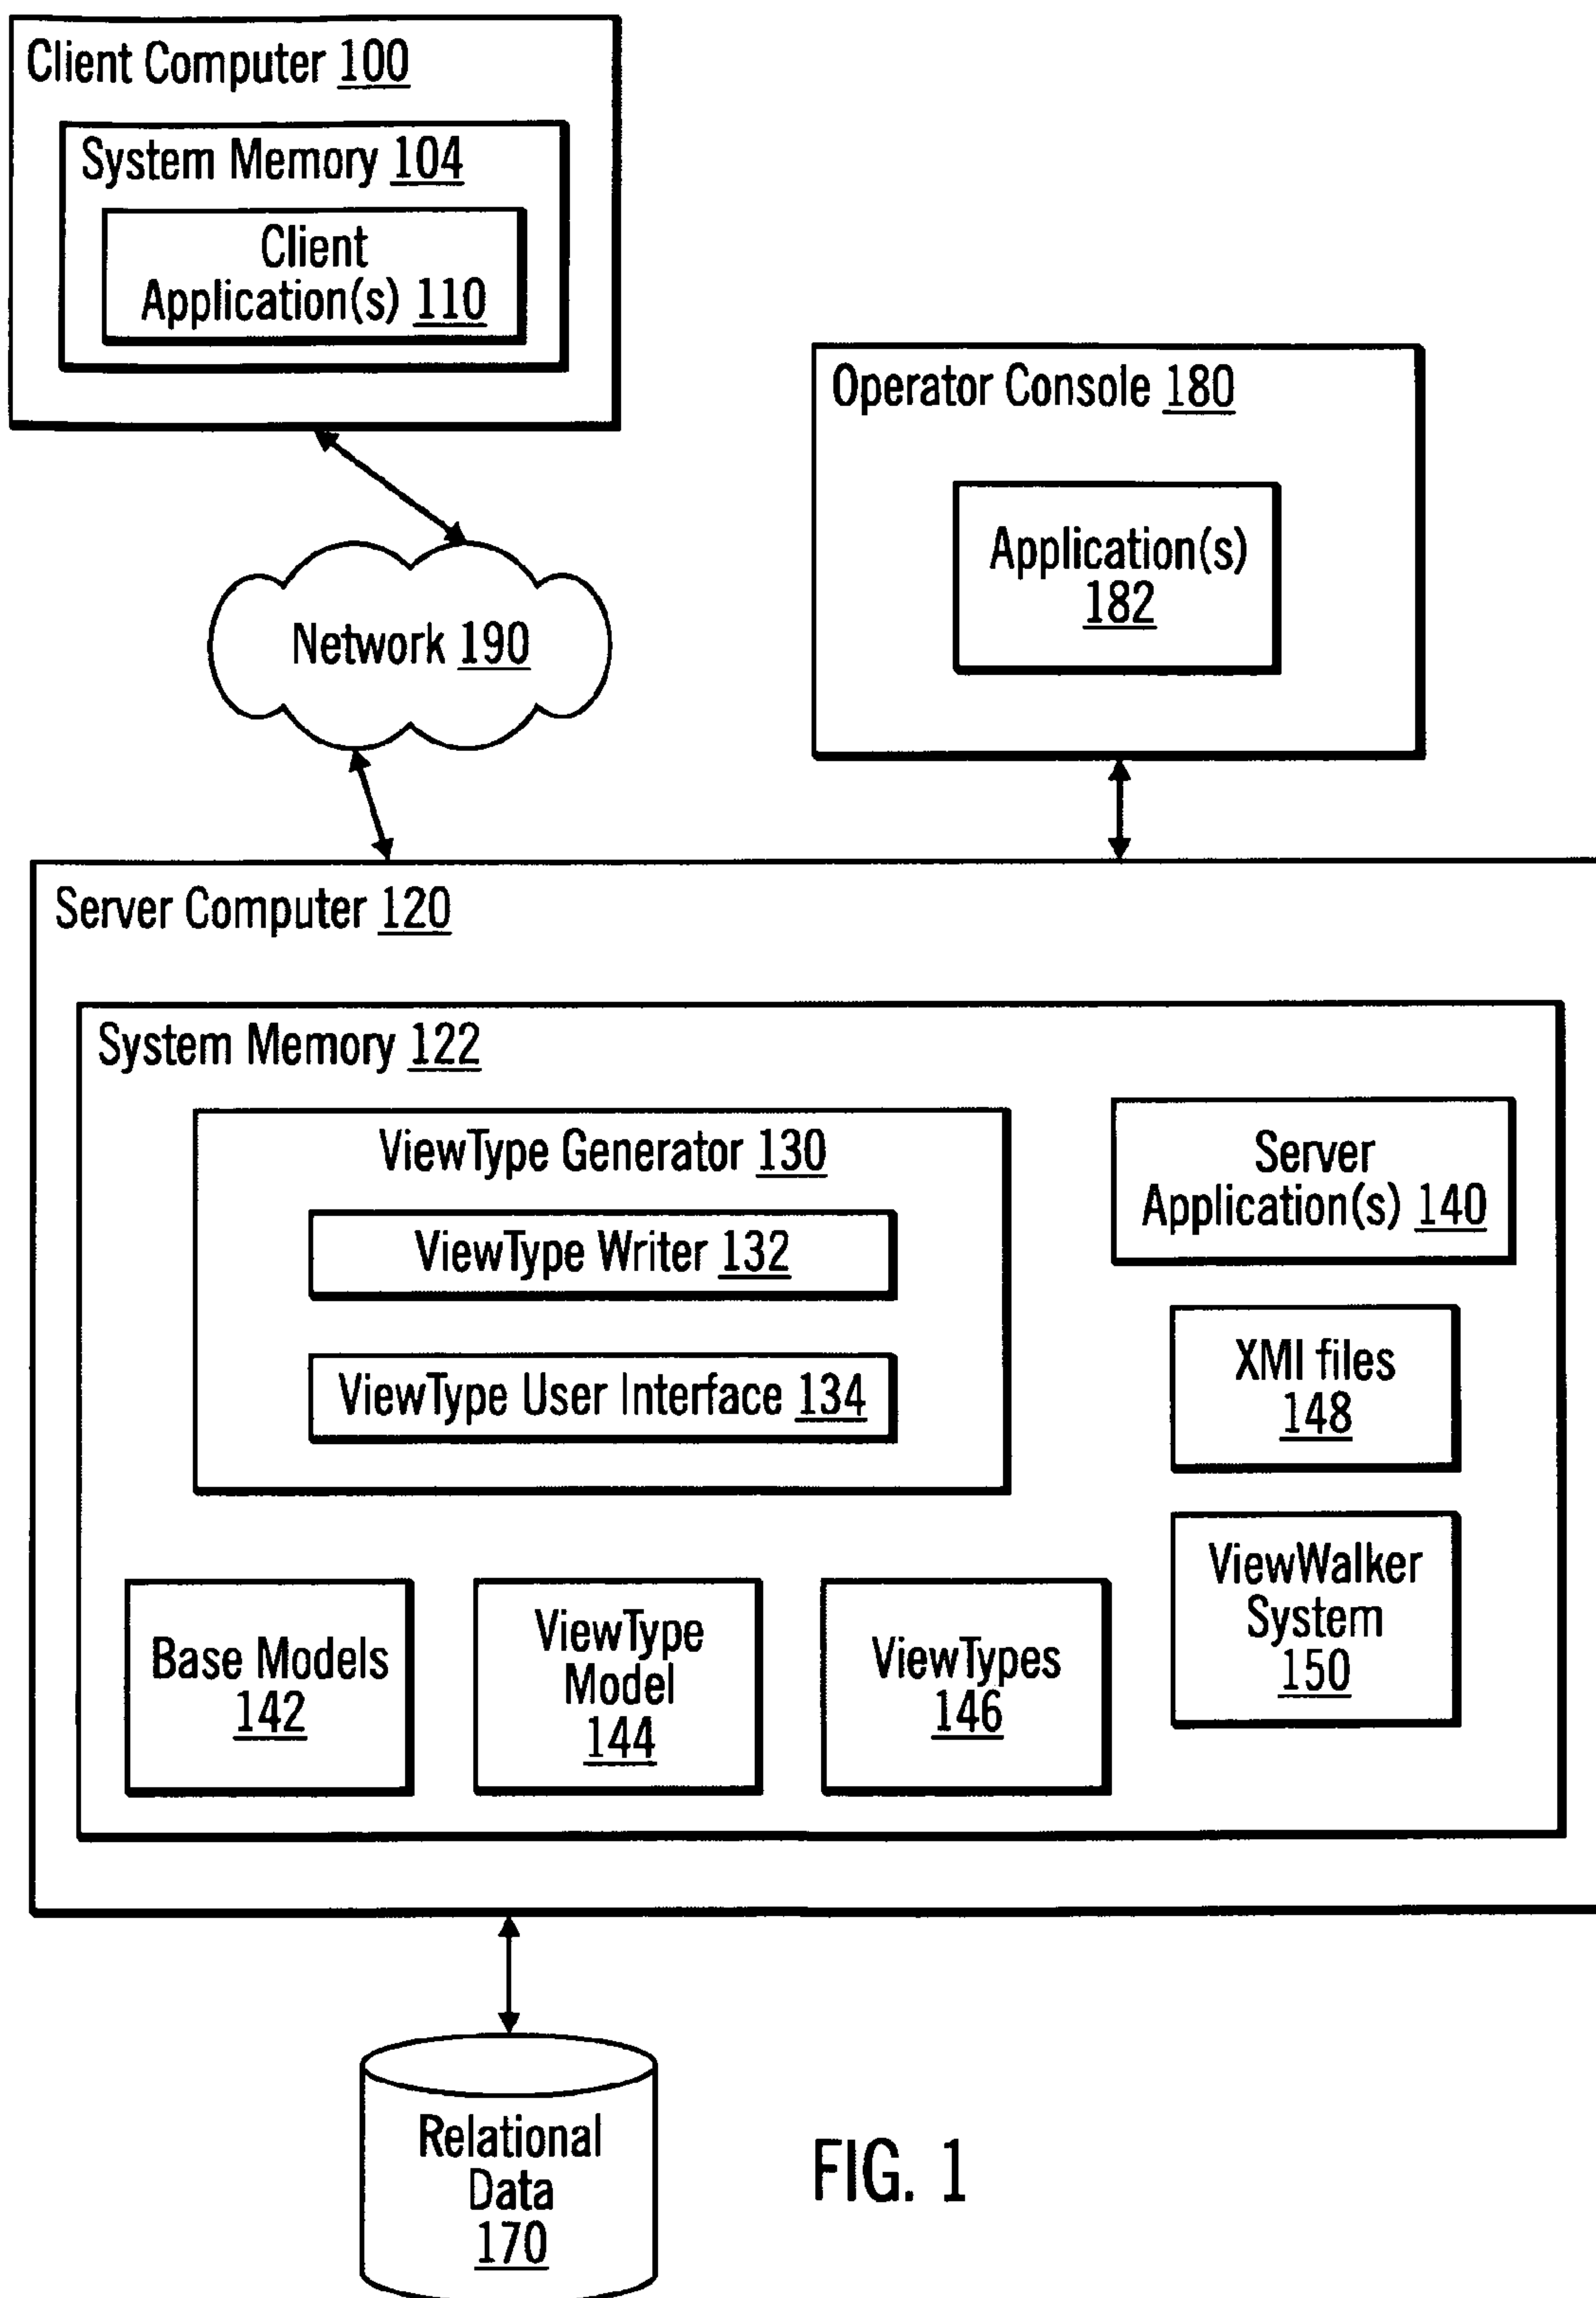 Client Computer 100
System Memory 104
Client
Application(s) 110
Operator Console 180
Application(s)
182
Network 190
Server Computer 120
System Memory 122
ViewType Generator 130
ViewType Writer 132
ViewType User Interface 134
Server
Application(s) 140
XMI files
148
ViewWalker
System
150
Base Models
142
ViewType
Model
144
ViewTypes
146
Relational
Data
170
FIG. 1